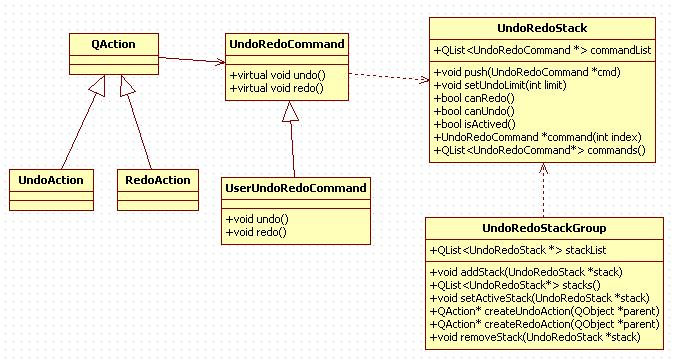 QAction
UndoAction
RedoAction
UndoRedoCommand
+virtual void undo()
+virtual void redo()
UserUndoRedoCommand
+void undo()
+void redo()
UndoRedoStack
+QList<UndoRedoCommand *> commandList
+void push(UndoRedoCommand *cmd)
+void setUndoLimit(int limit)
+bool canRedo()
+bool canUndo()
+bool isActived()
+UndoRedoCommand *command(int index)
+QList<UndoRedoCommand*> commands()
UndoRedoStackGroup
+QList<UndoRedoStack *> stackList
+void addStack(UndoRedoStack *stack)
+QList<UndoRedoStack*> stacks()
+void setActiveStack(UndoRedoStack *stack)
+QAction* createUndoAction(QObject *parent)
+QAction* createRedoAction(QObject *parent)
+void removeStack(UndoRedoStack *stack)